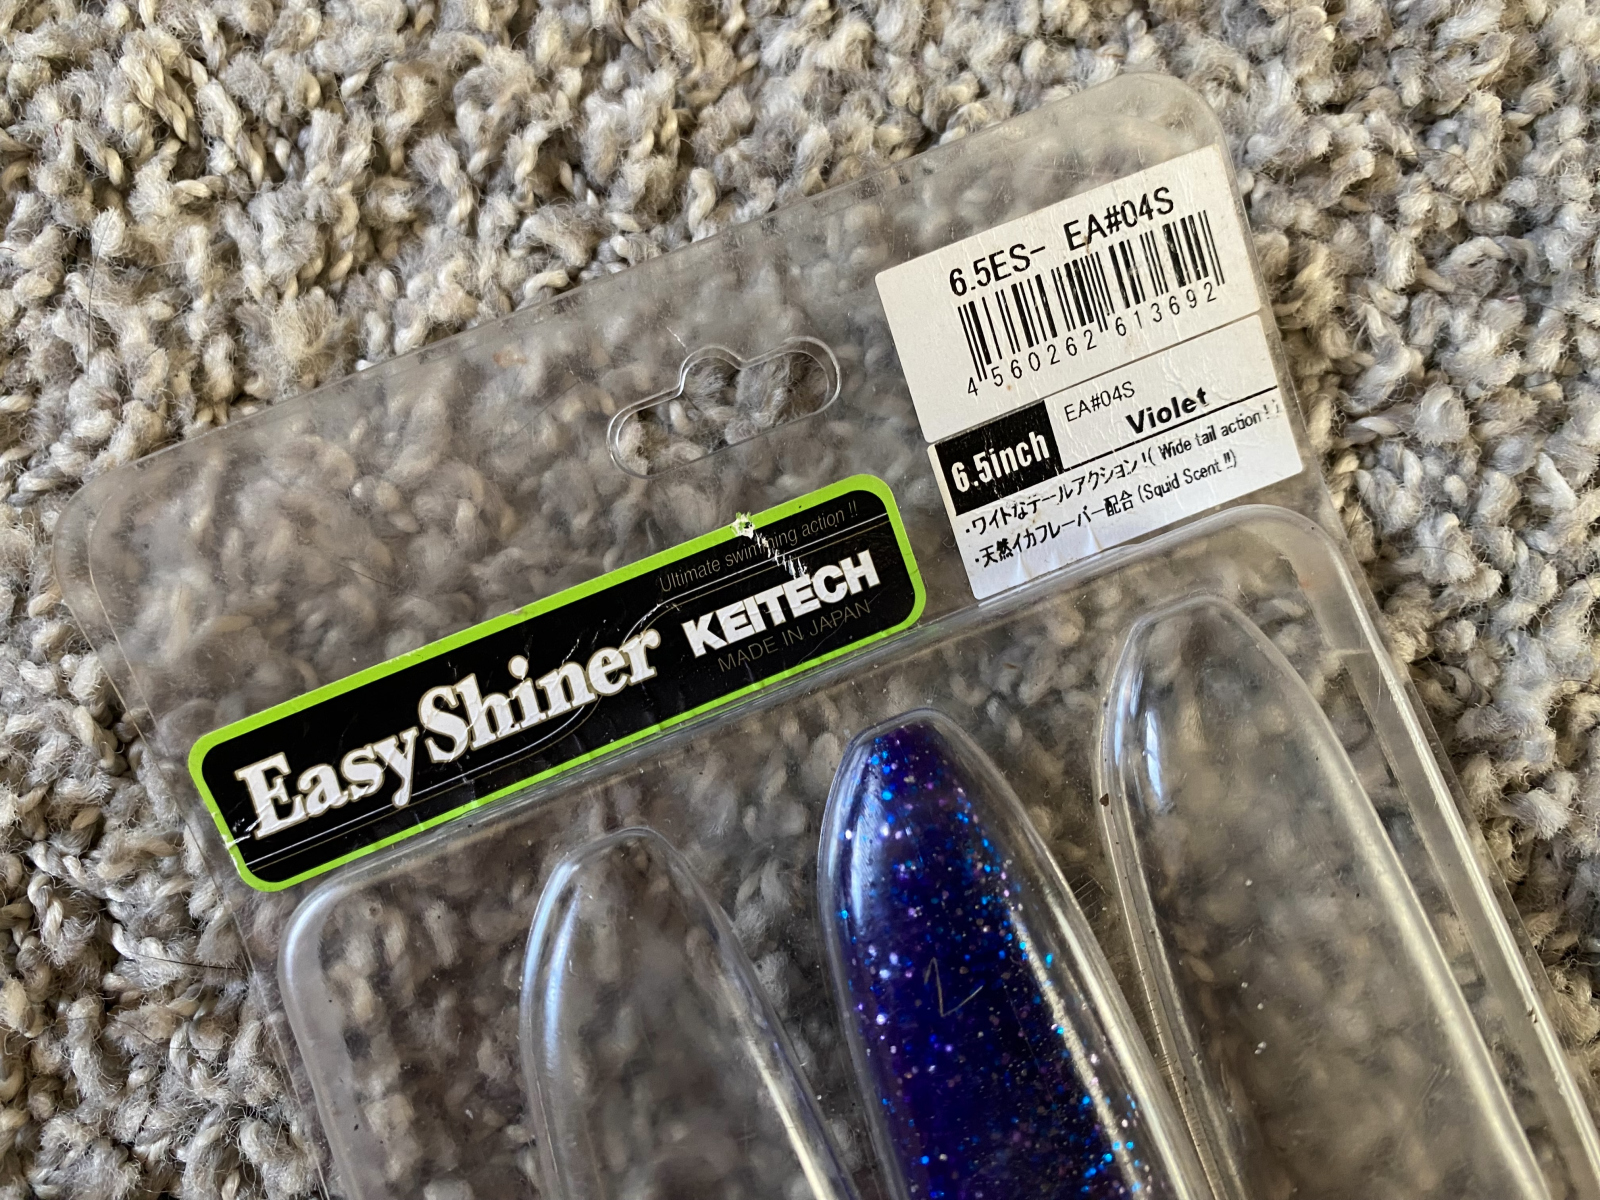 6.5ES- EA#04S
4 560262 613692
6.5inch
EA#04S
Violet
・ワイドなテールアクション!( Wide tail action ! )
・天然イカフレーバー配合 (Squid Scent !!)
Ultimate swimming action !!
EasyShiner KEITECH
MADE IN JAPAN